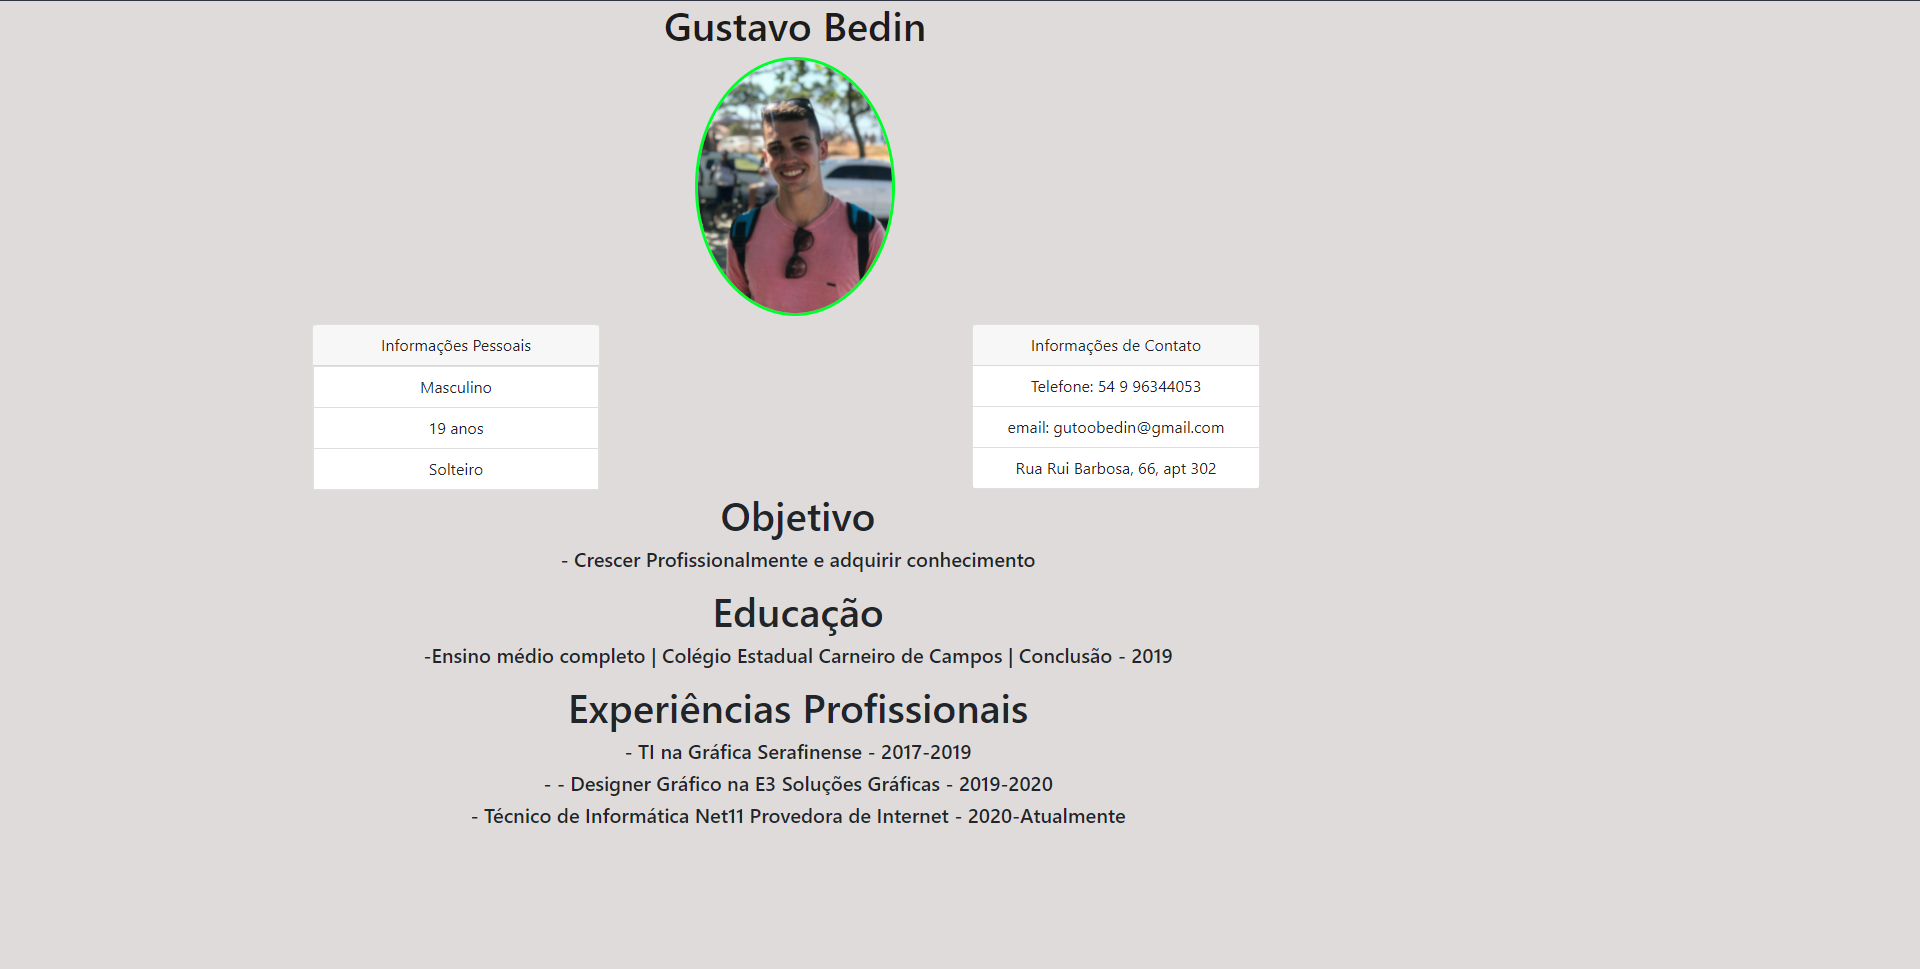 Gustavo Bedin
Informações Pessoais
Masculino
19 anos
Solteiro
Informações de Contato
Telefone: 54 9 96344053
email: gutoobedin@gmail.com
Rua Rui Barbosa, 66, apt 302
Objetivo
- Crescer Profissionalmente e adquirir conhecimento
Educação
-Ensino médio completo | Colégio Estadual Carneiro de Campos | Conclusão - 2019
Experiências Profissionais
- TI na Gráfica Serafinense - 2017-2019
- - Designer Gráfico na E3 Soluções Gráficas - 2019-2020
- Técnico de Informática Net11 Provedora de Internet - 2020-Atualmente